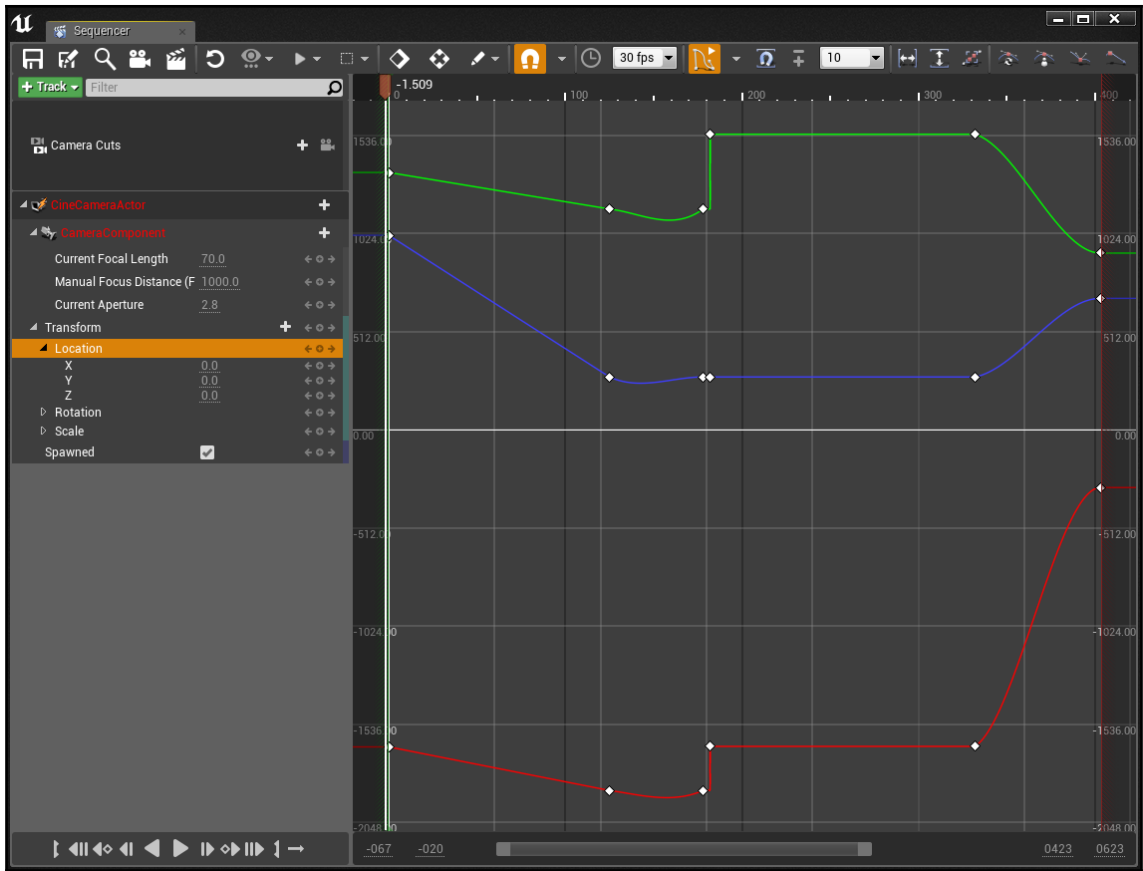 Sequencer
30 fps
10
Track
Filter
-1.509
0 100 200 300 400
Camera Cuts
CineCameraActor
CameraComponent
Current Focal Length 70.0
Manual Focus Distance (F 1000.0
Current Aperture 2.8
Transform
Location
X 0.0
Y 0.0
Z 0.0
Rotation
Scale
Spawned
1536.00 1536.00
1024.00 1024.00
512.00 512.00
0.00 0.00
-512.00 -512.00
-1024.00 -1024.00
-1536.00 -1536.00
-2048.00 -2048.00
-067 -020 0423 0623